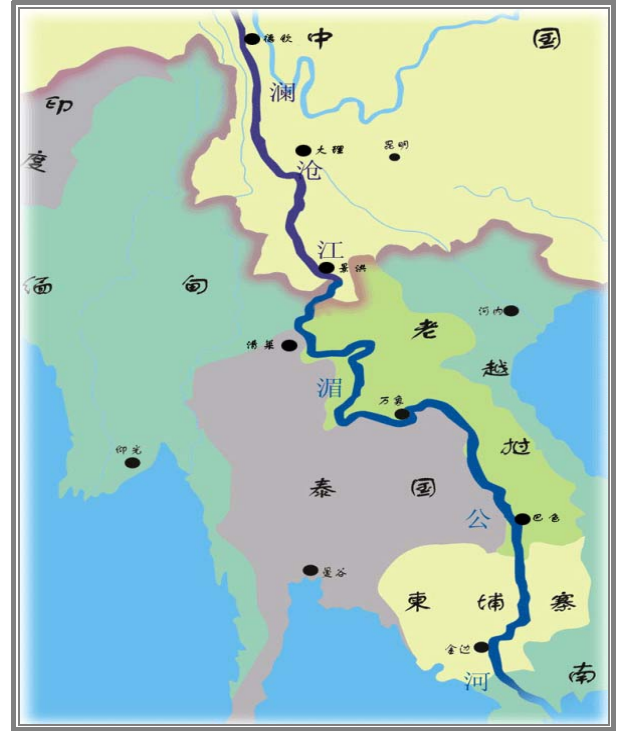 中 国
德钦
澜
沧
江
印
度
大理
昆明
景洪
缅 甸
老
挝
河内
越
南
清莱
湄
公
河
万象
仰光
泰 国
巴色
曼谷
柬 埔 寨
金边